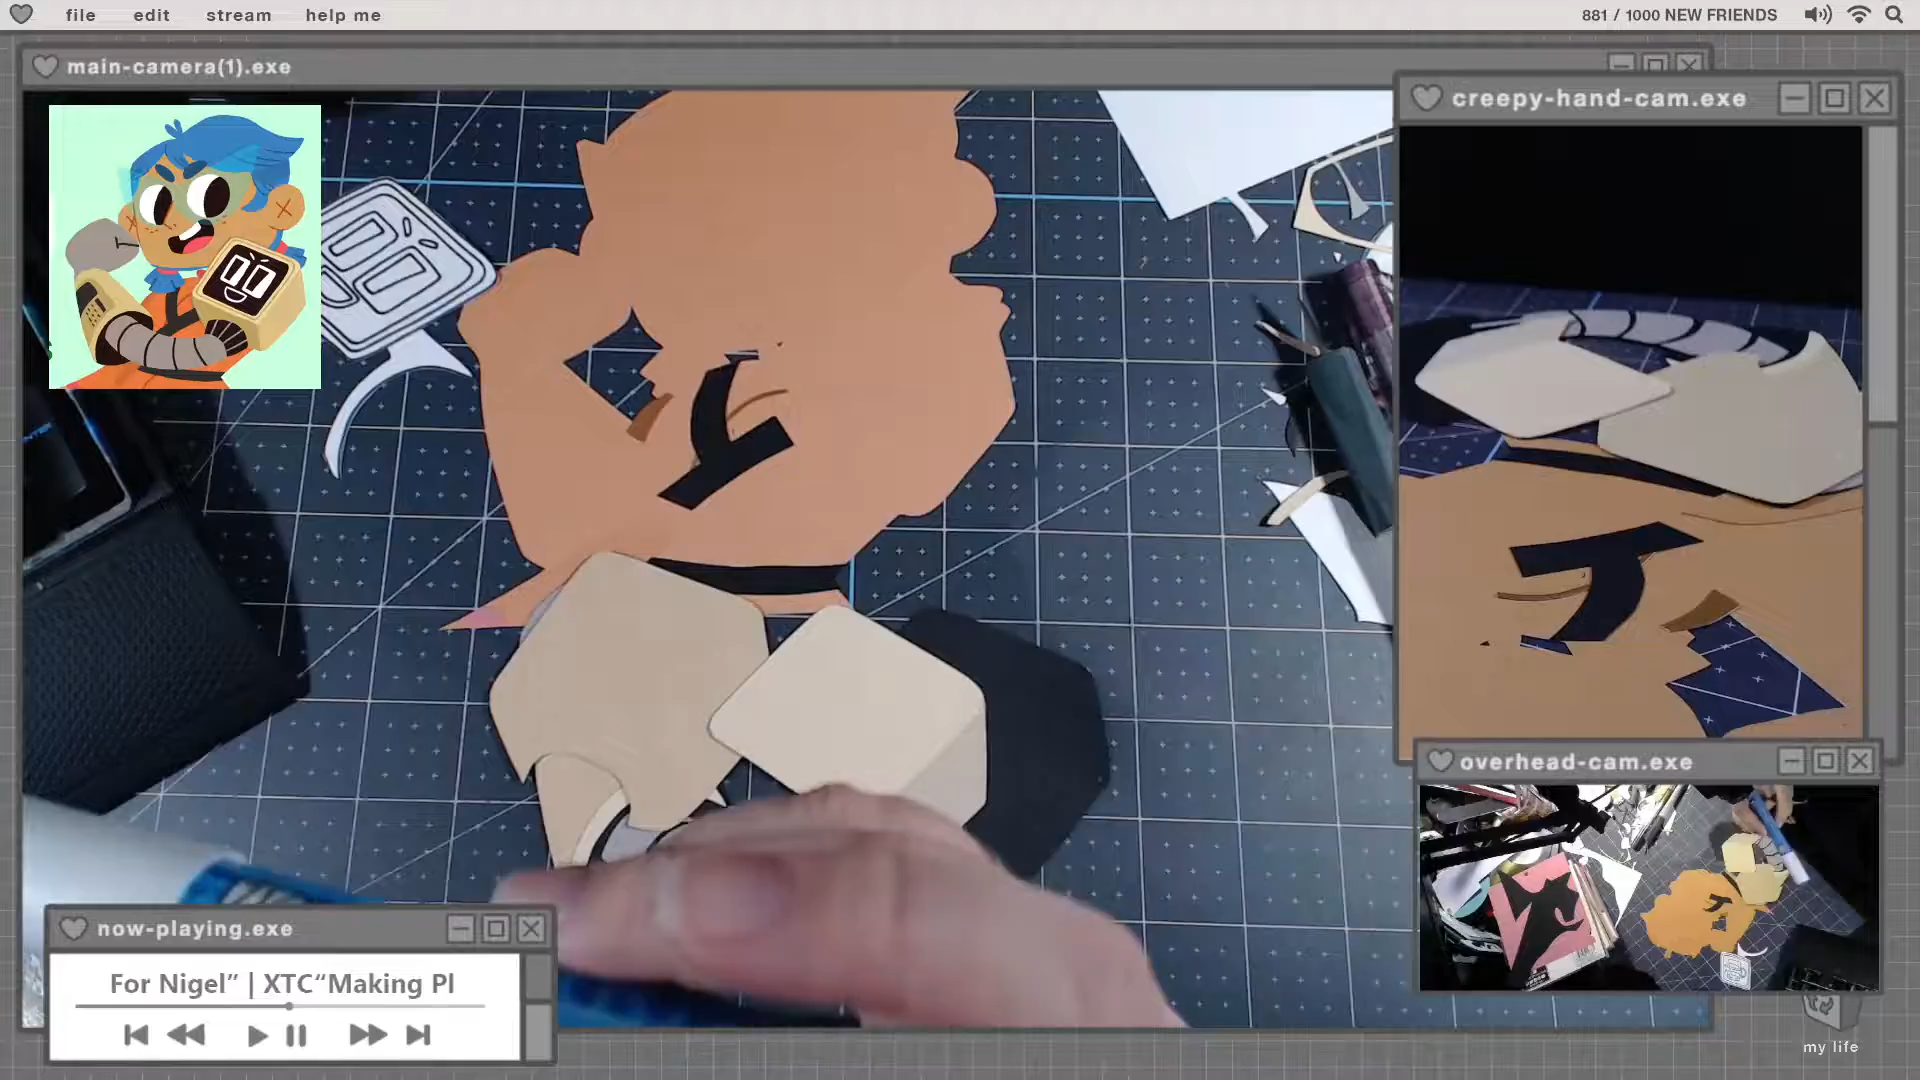 file edit stream help me
881 / 1000 NEW FRIENDS
main-camera(1).exe
creepy-hand-cam.exe
overhead-cam.exe
now-playing.exe
For Nigel” | XTC“Making Pl
my life